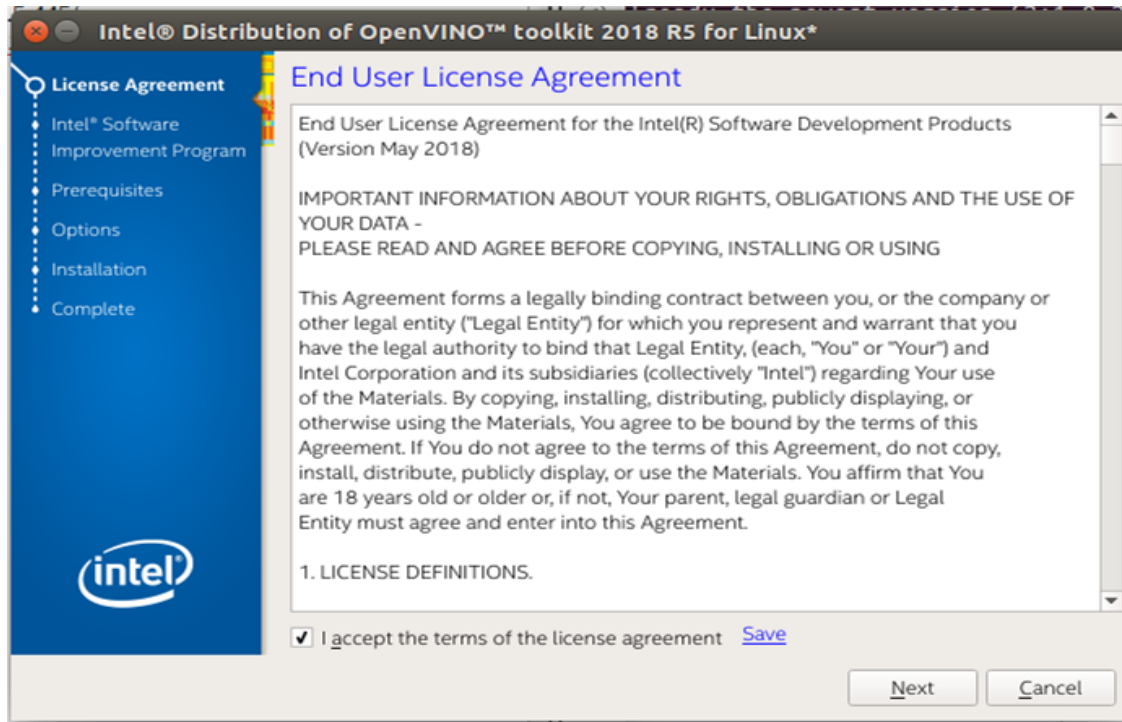 Intel® Distribution of OpenVINO™ toolkit 2018 R5 for Linux*
License Agreement
Intel® Software
Improvement Program
Prerequisites
Options
Installation
Complete
intel®
End User License Agreement
End User License Agreement for the Intel(R) Software Development Products
(Version May 2018)
IMPORTANT INFORMATION ABOUT YOUR RIGHTS, OBLIGATIONS AND THE USE OF
YOUR DATA -
PLEASE READ AND AGREE BEFORE COPYING, INSTALLING OR USING
This Agreement forms a legally binding contract between you, or the company or
other legal entity ("Legal Entity") for which you represent and warrant that you
have the legal authority to bind that Legal Entity, (each, "You" or "Your") and
Intel Corporation and its subsidiaries (collectively "Intel") regarding Your use
of the Materials. By copying, installing, distributing, publicly displaying, or
otherwise using the Materials, You agree to be bound by the terms of this
Agreement. If You do not agree to the terms of this Agreement, do not copy,
install, distribute, publicly display, or use the Materials. You affirm that You
are 18 years old or older or, if not, Your parent, legal guardian or Legal
Entity must agree and enter into this Agreement.
1. LICENSE DEFINITIONS.
I accept the terms of the license agreement Save
Next Cancel